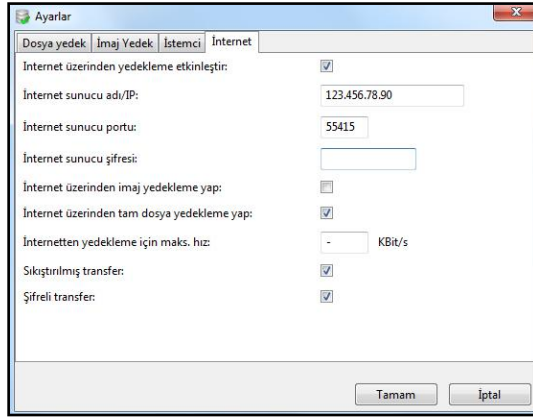 Ayarlar
Dosya yedek İmaj Yedek İstemci İnternet
İnternet üzerinden yedekleme etkinleştir:
İnternet sunucu adı/IP: 123.456.78.90
İnternet sunucu portu: 55415
İnternet sunucu şifresi:
İnternet üzerinden imaj yedekleme yap:
İnternet üzerinden tam dosya yedekleme yap:
İnternetten yedekleme için maks. hız: - KBit/s
Sıkıştırılmış transfer:
Şifreli transfer:
Tamam İptal